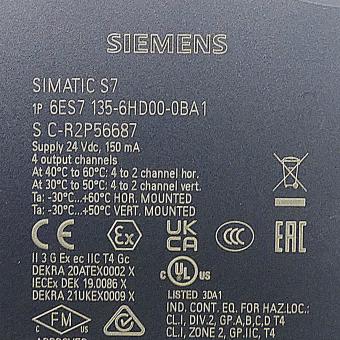 SIEMENS
SIMATIC S7
1P 6ES7 135-6HD00-0BA1
S C-R2P56687
Supply 24 Vdc, 150 mA
4 output channels
At 40°C to 60°C: 4 to 2 channel hor.
At 30°C to 50°C: 4 to 2 channel vert.
Ta: -30°C...+60°C HOR. MOUNTED
Ta: -30°C...+50°C VERT. MOUNTED
CE Ex UK CA EAC
II 3 G Ex ec IIC T4 Gc
DEKRA 20ATEX0002 X
IECEx DEK 19.0086 X
DEKRA 21UKEX0009 X
c UL US
LISTED 3DA1
IND. CONT. EQ. FOR HAZ.LOC.:
CL.I, DIV.2, GP.A,B,C,D T4
CL.I, ZONE 2, GP.IIC, T4
C FM US